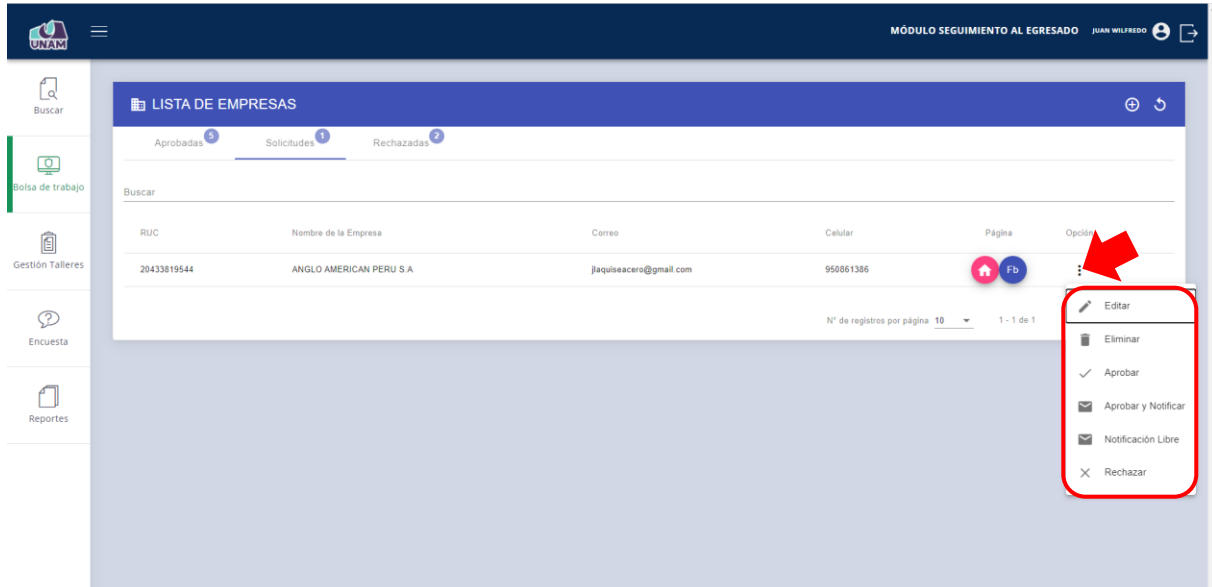 UNAM
MÓDULO SEGUIMIENTO AL EGRESADO JUAN WILFREDO
Buscar
Bolsa de trabajo
Gestión Talleres
Encuesta
Reportes
LISTA DE EMPRESAS
Aprobadas 5 Solicitudes 1 Rechazadas 2
Buscar
RUC Nombre de la Empresa Correo Celular Página Opción
20433819544 ANGLO AMERICAN PERU S.A jlaquiseacero@gmail.com 950861386 Fb
N° de registros por página 10 1 - 1 de 1
Editar
Eliminar
Aprobar
Aprobar y Notificar
Notificación Libre
Rechazar